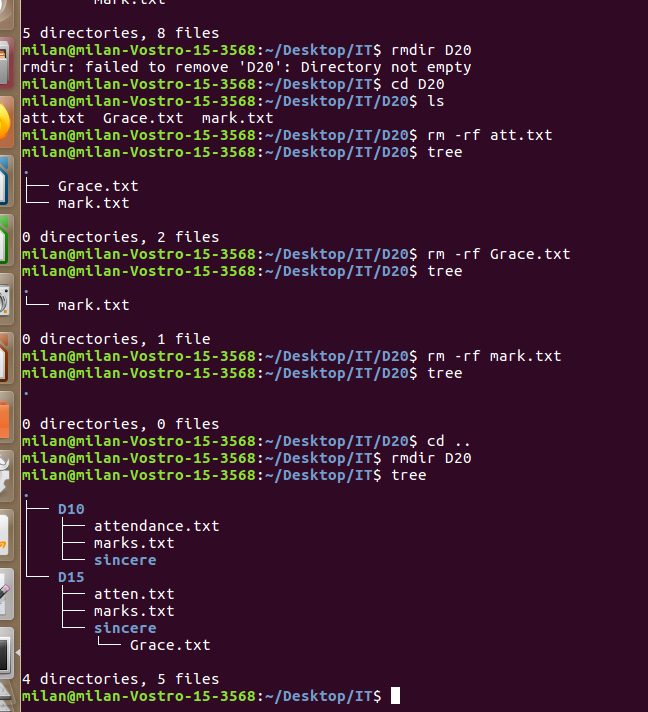 mark.txt
5 directories, 8 files
milan@milan-Vostro-15-3568:~/Desktop/IT$ rmdir D20
rmdir: failed to remove 'D20': Directory not empty
milan@milan-Vostro-15-3568:~/Desktop/IT$ cd D20
milan@milan-Vostro-15-3568:~/Desktop/IT/D20$ ls
att.txt  Grace.txt  mark.txt
milan@milan-Vostro-15-3568:~/Desktop/IT/D20$ rm -rf att.txt
milan@milan-Vostro-15-3568:~/Desktop/IT/D20$ tree
.
├── Grace.txt
└── mark.txt
0 directories, 2 files
milan@milan-Vostro-15-3568:~/Desktop/IT/D20$ rm -rf Grace.txt
milan@milan-Vostro-15-3568:~/Desktop/IT/D20$ tree
.
└── mark.txt
0 directories, 1 file
milan@milan-Vostro-15-3568:~/Desktop/IT/D20$ rm -rf mark.txt
milan@milan-Vostro-15-3568:~/Desktop/IT/D20$ tree
.
0 directories, 0 files
milan@milan-Vostro-15-3568:~/Desktop/IT/D20$ cd ..
milan@milan-Vostro-15-3568:~/Desktop/IT$ rmdir D20
milan@milan-Vostro-15-3568:~/Desktop/IT$ tree
.
├── D10
│   ├── attendance.txt
│   ├── marks.txt
│   └── sincere
└── D15
    ├── atten.txt
    ├── marks.txt
    └── sincere
        └── Grace.txt
4 directories, 5 files
milan@milan-Vostro-15-3568:~/Desktop/IT$